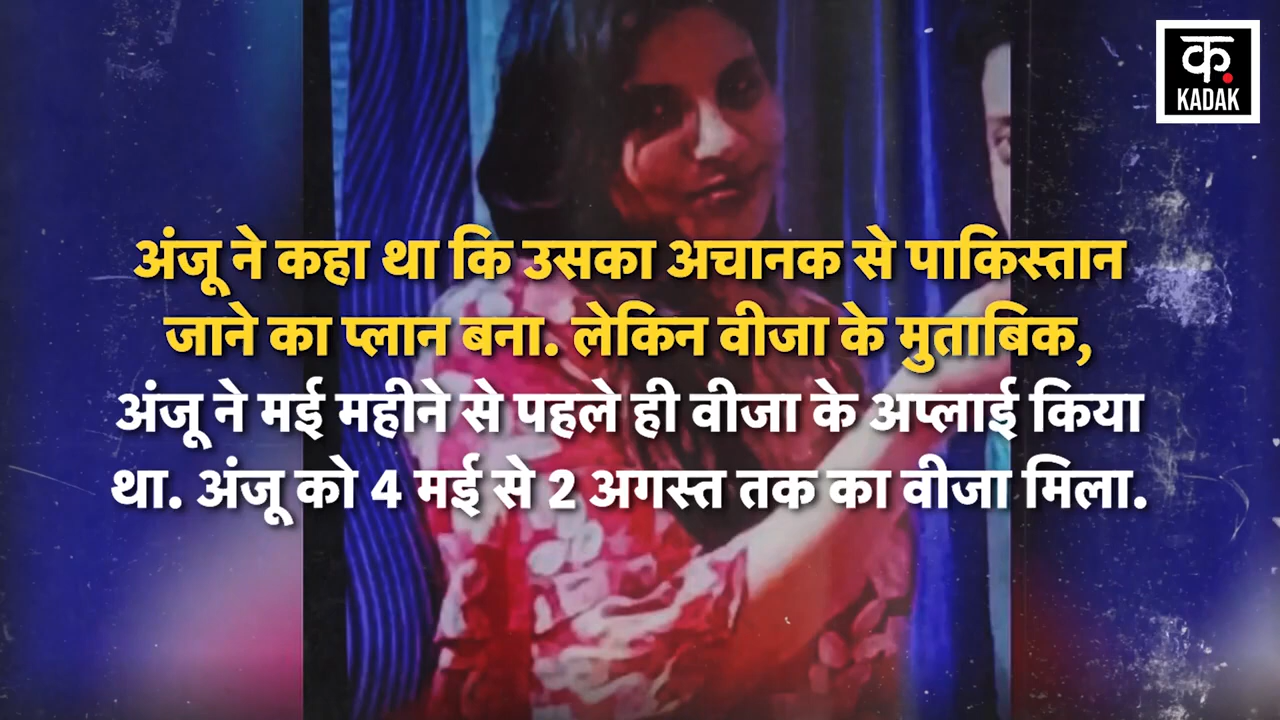 क.
KADAK
अंजू ने कहा था कि उसका अचानक से पाकिस्तान
जाने का प्लान बना. लेकिन वीजा के मुताबिक,
अंजू ने मई महीने से पहले ही वीजा के अप्लाई किया
था. अंजू को 4 मई से 2 अगस्त तक का वीजा मिला.